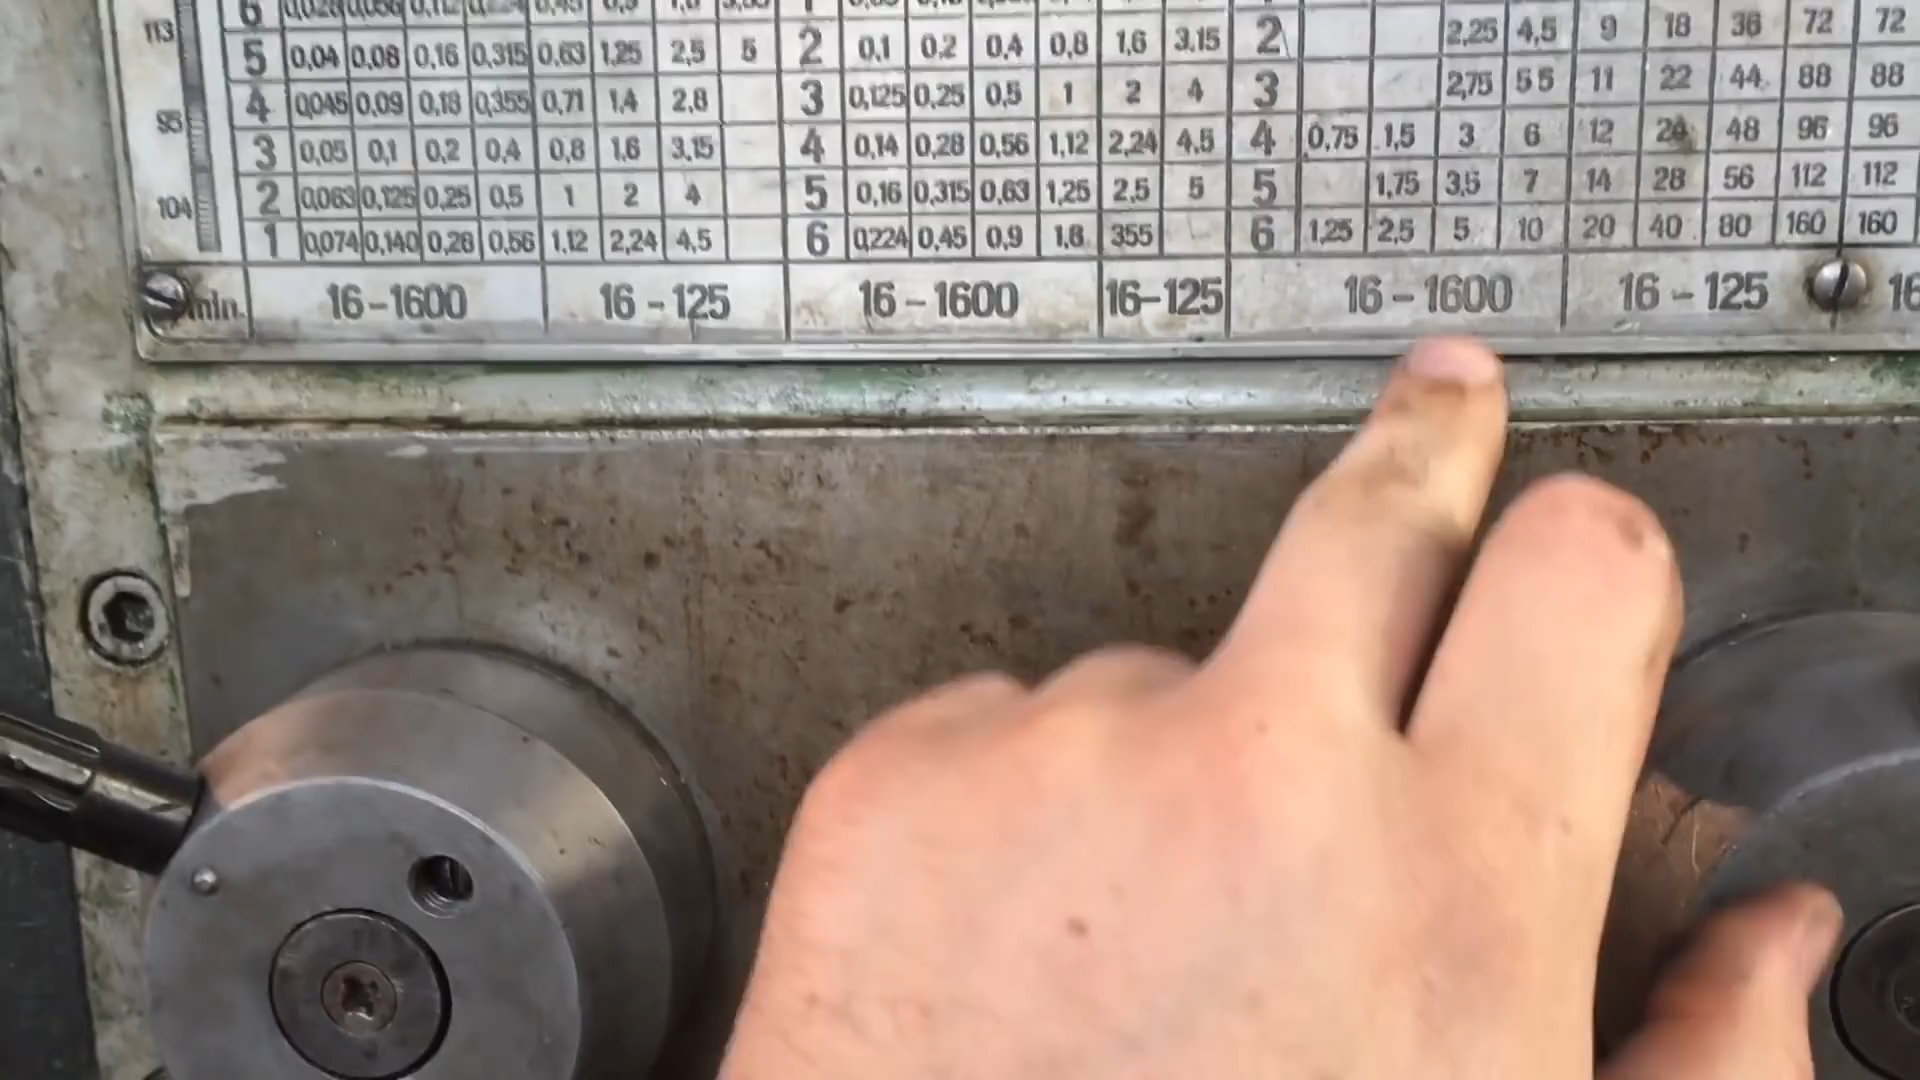 113 5 0,04 0,08 0,16 0,315 0,63 1,25 2,5 5 2 0,1 0,2 0,4 0,8 1,6 3,15 2 2,25 4,5 9 18 36 72 72
95 4 0,045 0,09 0,18 0,355 0,71 1,4 2,8 3 0,125 0,25 0,5 1 2 4 3 2,75 5 5 11 22 44 88 88
3 0,05 0,1 0,2 0,4 0,8 1,6 3,15 4 0,14 0,28 0,56 1,12 2,24 4,5 4 0,75 1,5 3 6 12 24 48 96 96
104 2 0,063 0,125 0,25 0,5 1 2 4 5 0,16 0,315 0,63 1,25 2,5 5 5 1,75 3,5 7 14 28 56 112 112
1 0,074 0,140 0,28 0,56 1,12 2,24 4,5 6 0,224 0,45 0,9 1,8 355 6 1,25 2,5 5 10 20 40 80 160 160
min. 16-1600 16-125 16-1600 16-125 16-1600 16-125 16